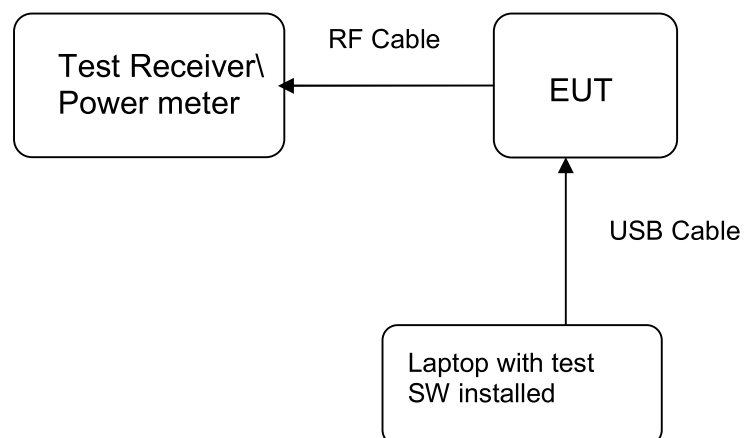 RF Cable
Test Receiver\
Power meter
EUT
USB Cable
Laptop with test
SW installed